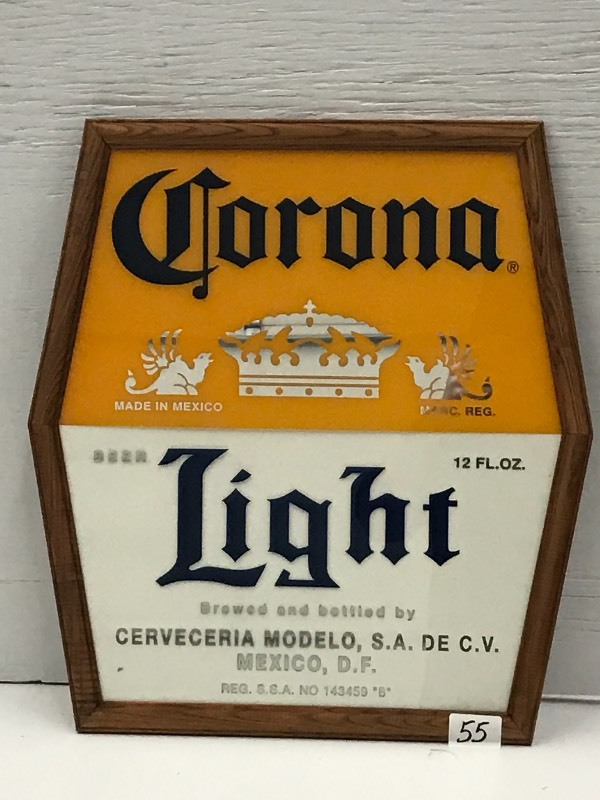 Corona®
MADE IN MEXICO MARC. REG.
BEER 12 FL.OZ.
Light
Brewed and bottled by
CERVECERIA MODELO, S.A. DE C.V.
MEXICO, D.F.
REG. S.S.A. NO 143459 "B"
55